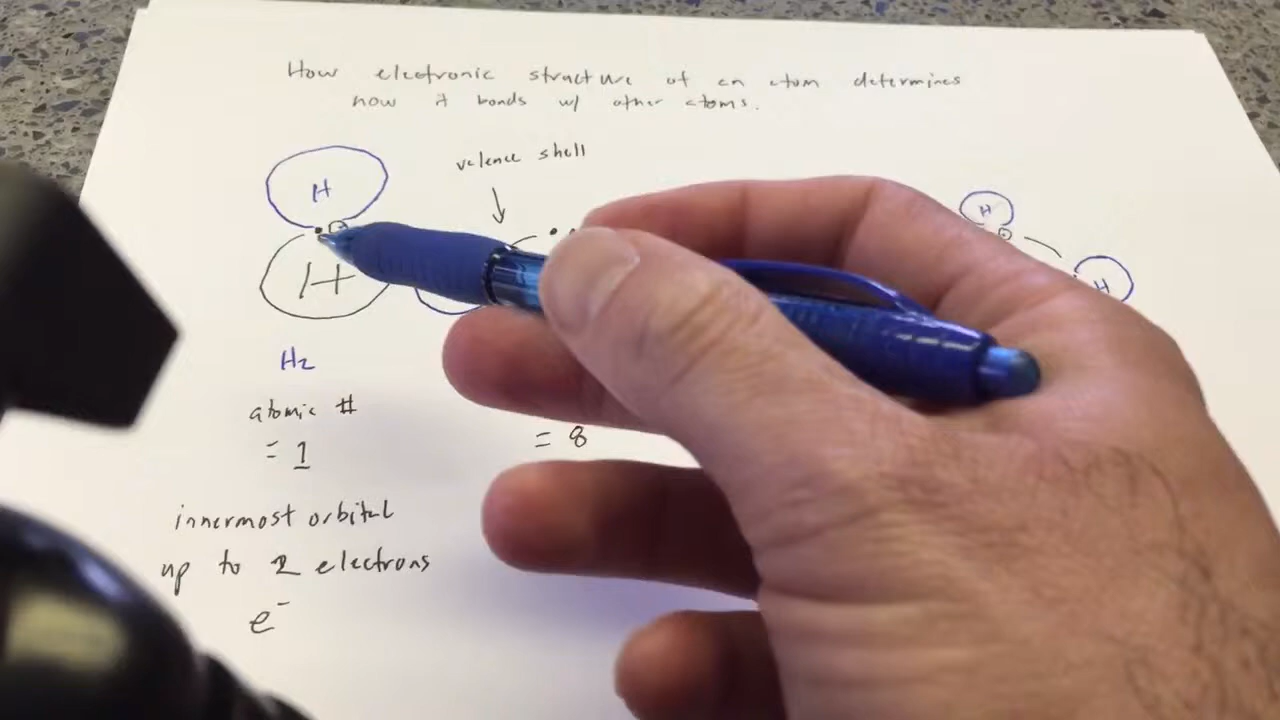 How electronic structure of an atom determines
how it bonds w/ other atoms.
valence shell
H
H
H
H
H2
atomic #
= 1
= 8
innermost orbital
up to 2 electrons
e⁻